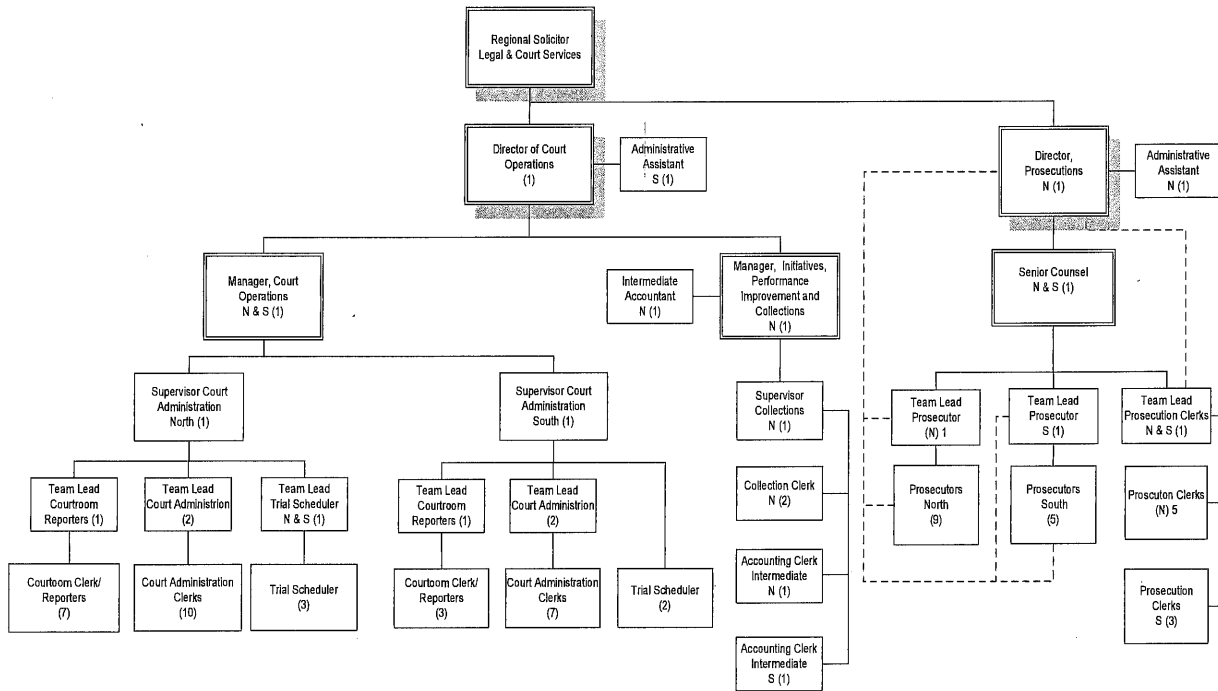 Regional Solicitor
Legal & Court Services
Director of Court
Operations
(1)
Administrative
Assistant
S (1)
Director,
Prosecutions
N (1)
Administrative
Assistant
N (1)
Manager, Court
Operations
N & S (1)
Intermediate
Accountant
N (1)
Manager, Initiatives,
Performance
Improvement and
Collections
N (1)
Senior Counsel
N & S (1)
Supervisor Court
Administration
North (1)
Supervisor Court
Administration
South (1)
Supervisor
Collections
N (1)
Team Lead
Prosecutor
(N) 1
Team Lead
Prosecutor
S (1)
Team Lead
Prosecution Clerks
N & S (1)
Team Lead
Courtroom
Reporters (1)
Team Lead
Court Administrion
(2)
Team Lead
Trial Scheduler
N & S (1)
Team Lead
Courtroom
Reporters (1)
Team Lead
Court Administrion
(2)
Collection Clerk
N (2)
Prosecutors
North
(9)
Prosecutors
South
(5)
Proscuton Clerks
(N) 5
Courtoom Clerk/
Reporters
(7)
Court Administration
Clerks
(10)
Trial Scheduler
(3)
Courtoom Clerk/
Reporters
(3)
Court Administration
Clerks
(7)
Trial Scheduler
(2)
Accounting Clerk
Intermediate
N (1)
Prosecution
Clerks
S (3)
Accounting Clerk
Intermediate
S (1)